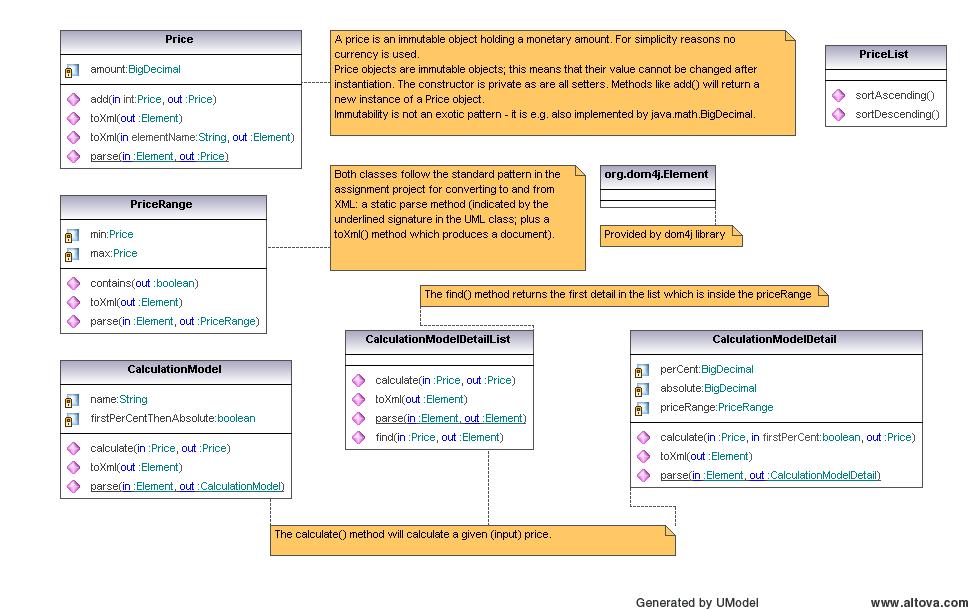 Price
amount:BigDecimal
add(in int:Price, out :Price)
toXml(out :Element)
toXml(in elementName:String, out :Element)
parse(in :Element, out :Price)
A price is an immutable object holding a monetary amount. For simplicity reasons no
currency is used.
Price objects are immutable objects; this means that their value cannot be changed after
instantiation. The constructor is private as are all setters. Methods like add() will return a
new instance of a Price object.
Immutability is not an exotic pattern - it is e.g. also implemented by java.math.BigDecimal.
PriceList
sortAscending()
sortDescending()
PriceRange
min:Price
max:Price
contains(out :boolean)
toXml(out :Element)
parse(in :Element, out :PriceRange)
Both classes follow the standard pattern in the
assignment project for converting to and from
XML: a static parse method (indicated by the
underlined signature in the UML class; plus a
toXml() method which produces a document).
org.dom4j.Element
Provided by dom4j library
The find() method returns the first detail in the list which is inside the priceRange
CalculationModel
name:String
firstPerCentThenAbsolute:boolean
calculate(in :Price, out :Price)
toXml(out :Element)
parse(in :Element, out :CalculationModel)
CalculationModelDetailList
calculate(in :Price, out :Price)
toXml(out :Element)
parse(in :Element, out :Element)
find(in :Price, out :Element)
CalculationModelDetail
perCent:BigDecimal
absolute:BigDecimal
priceRange:PriceRange
calculate(in :Price, in firstPerCent:boolean, out :Price)
toXml(out :Element)
parse(in :Element, out :CalculationModelDetail)
The calculate() method will calculate a given (input) price.
Generated by UModel
www.altova.com